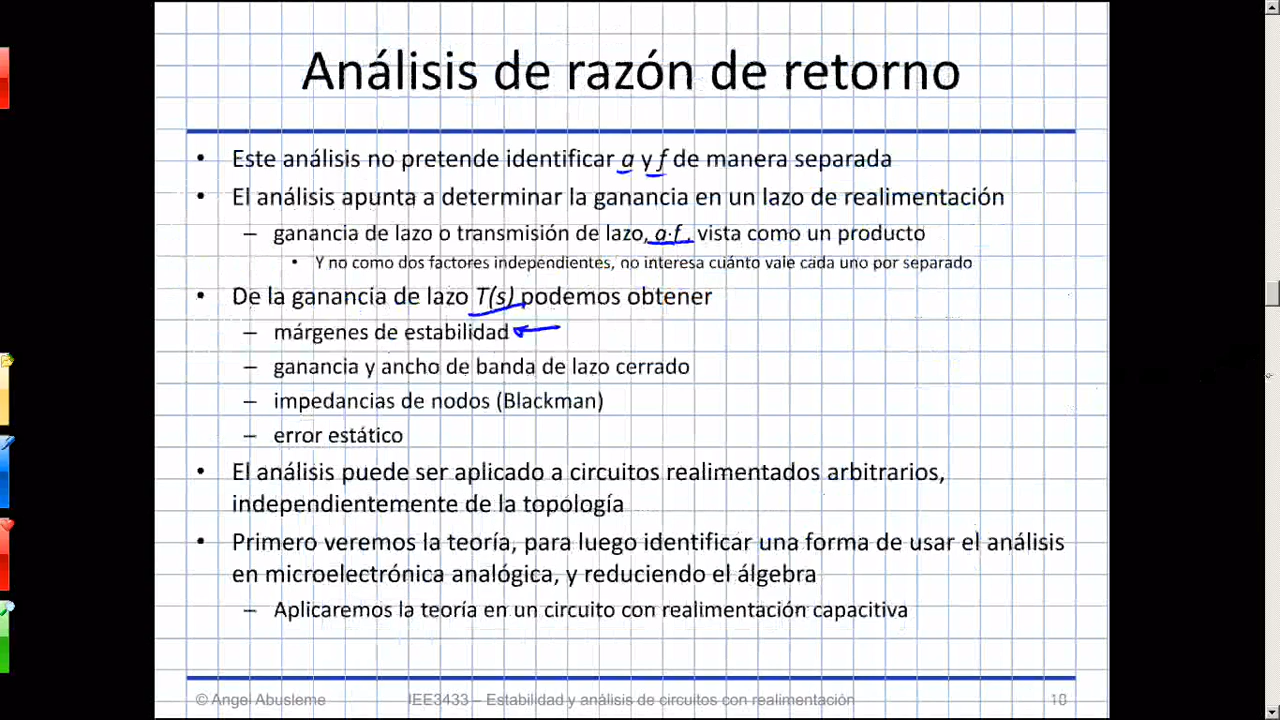 Análisis de razón de retorno
• Este análisis no pretende identificar a y f de manera separada
• El análisis apunta a determinar la ganancia en un lazo de realimentación
– ganancia de lazo o transmisión de lazo, a·f , vista como un producto
• Y no como dos factores independientes, no interesa cuánto vale cada uno por separado
• De la ganancia de lazo T(s) podemos obtener
– márgenes de estabilidad
– ganancia y ancho de banda de lazo cerrado
– impedancias de nodos (Blackman)
– error estático
• El análisis puede ser aplicado a circuitos realimentados arbitrarios,
independientemente de la topología
• Primero veremos la teoría, para luego identificar una forma de usar el análisis
en microelectrónica analógica, y reduciendo el álgebra
– Aplicaremos la teoría en un circuito con realimentación capacitiva
© Angel Abusleme IEE3433 – Estabilidad y análisis de circuitos con realimentación 10